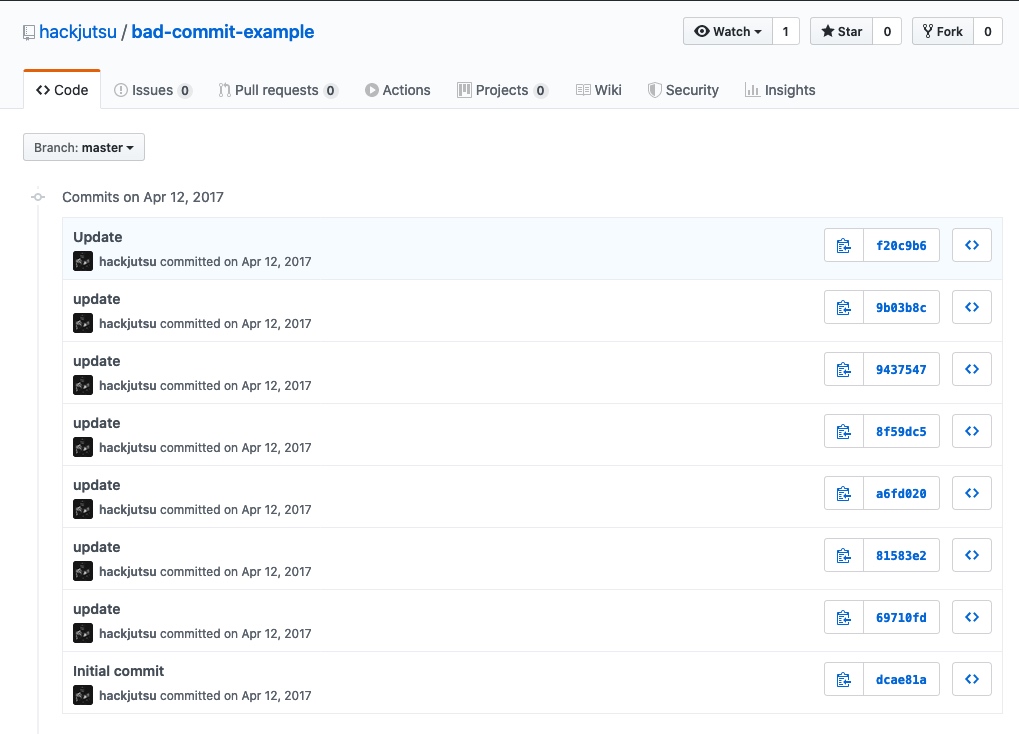 hackjutsu / bad-commit-example
Watch 1 Star 0 Fork 0
Code Issues 0 Pull requests 0 Actions Projects 0 Wiki Security Insights
Branch: master
Commits on Apr 12, 2017
Update
f20c9b6
hackjutsu committed on Apr 12, 2017
update
9b03b8c
hackjutsu committed on Apr 12, 2017
update
9437547
hackjutsu committed on Apr 12, 2017
update
8f59dc5
hackjutsu committed on Apr 12, 2017
update
a6fd020
hackjutsu committed on Apr 12, 2017
update
81583e2
hackjutsu committed on Apr 12, 2017
update
69710fd
hackjutsu committed on Apr 12, 2017
Initial commit
dcae81a
hackjutsu committed on Apr 12, 2017